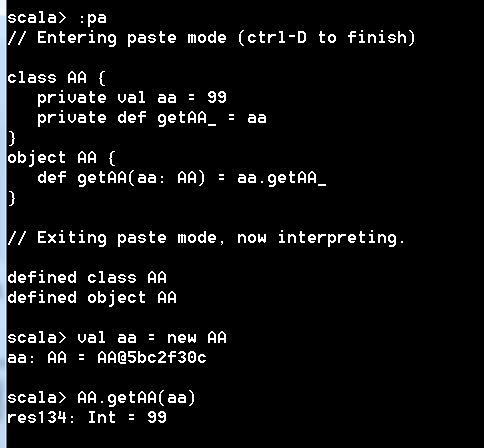 scala> :pa
// Entering paste mode (ctrl-D to finish)
class AA {
private val aa = 99
private def getAA_ = aa
}
object AA {
def getAA(aa: AA) = aa.getAA_
}
// Exiting paste mode, now interpreting.
defined class AA
defined object AA
scala> val aa = new AA
aa: AA = AA@5bc2f30c
scala> AA.getAA(aa)
res134: Int = 99